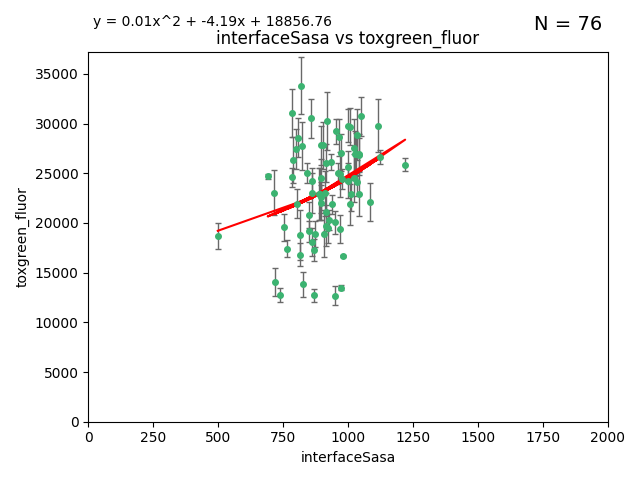 y = 0.01x^2 + -4.19x + 18856.76
N = 76
interfaceSasa vs toxgreen_fluor
35000
30000
25000
20000
15000
10000
5000
0
toxgreen_fluor
0 250 500 750 1000 1250 1500 1750 2000
interfaceSasa